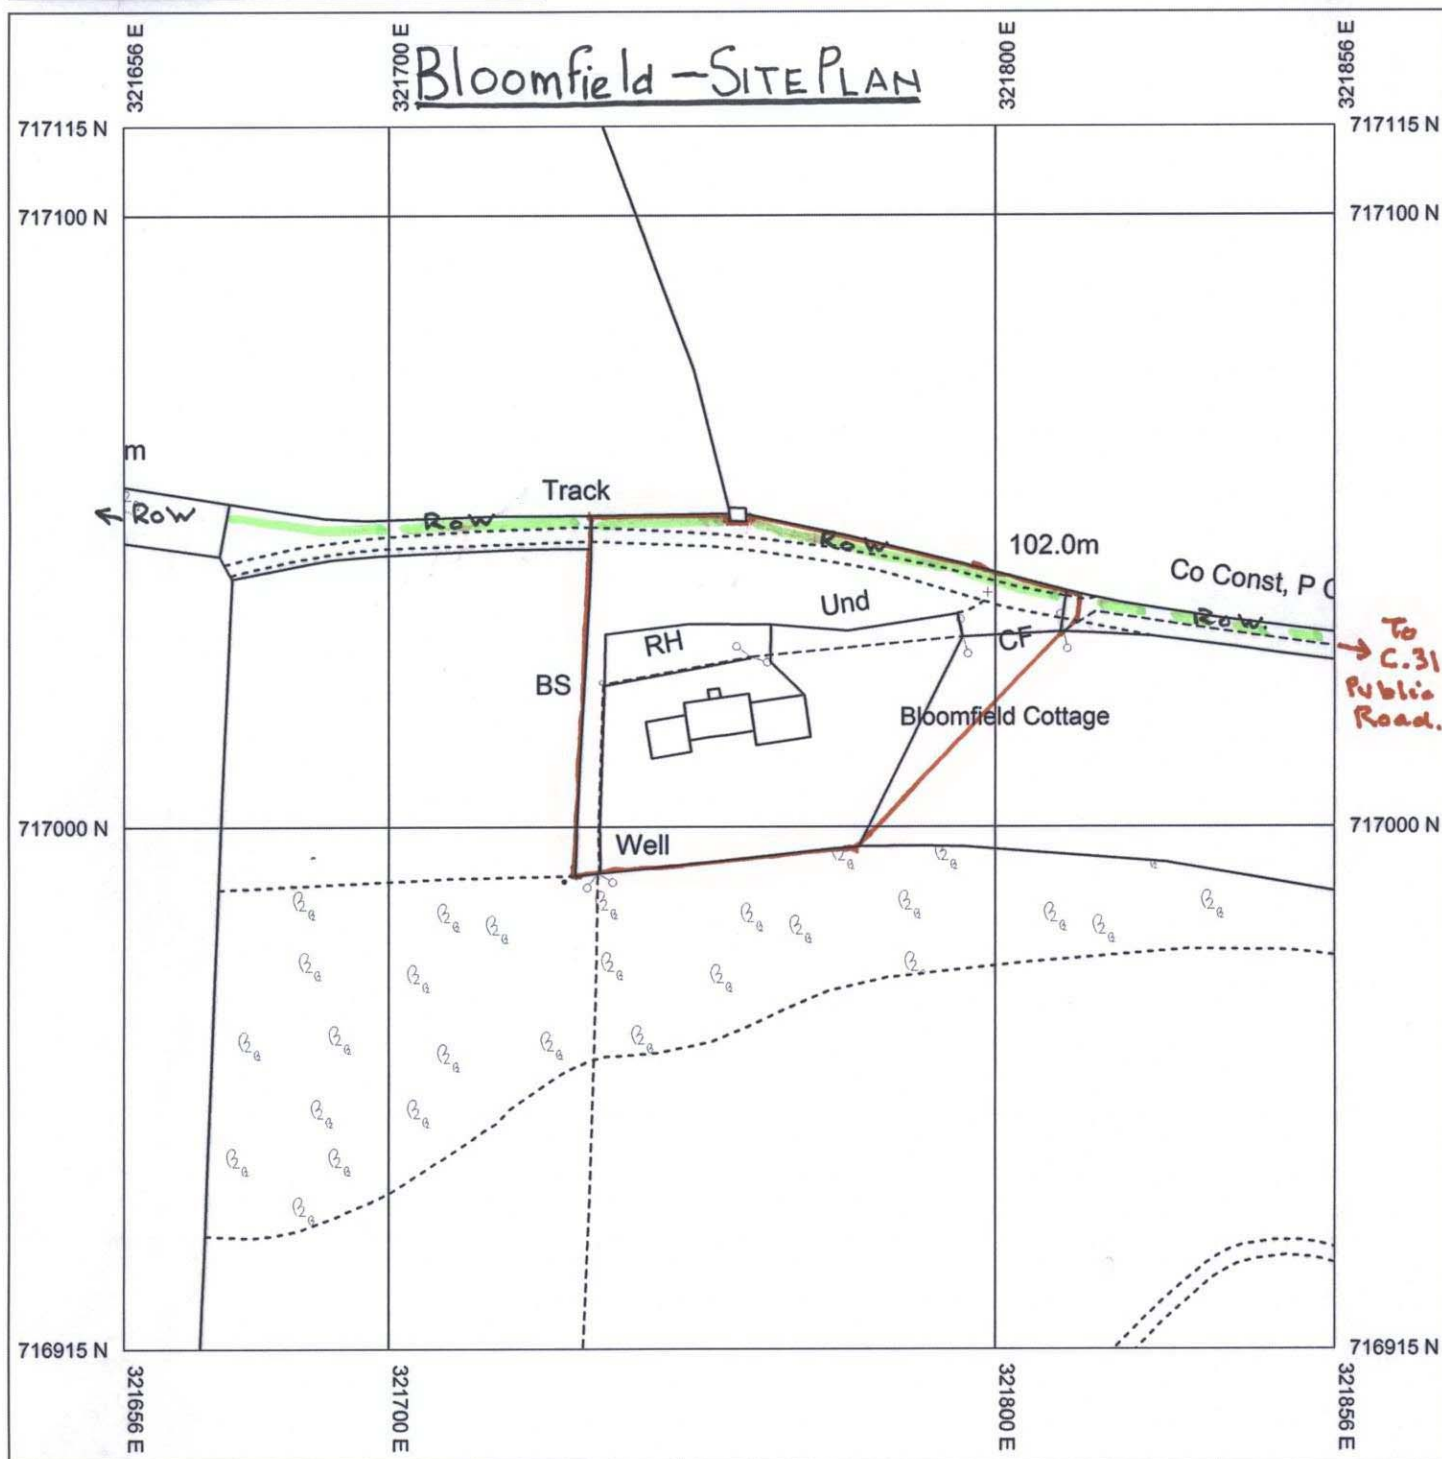 321656 E
321700 E
321800 E
321856 E
Bloomfield - SITE PLAN
717115 N
717115 N
717100 N
717100 N
m
Track
← RoW
RoW
RoW
102.0m
Co Const, P C
RoW.
To
C.31
Public
Road.
Und
RH
CF
BS
Bloomfield Cottage
717000 N
717000 N
Well
716915 N
716915 N
321656 E
321700 E
321800 E
321856 E